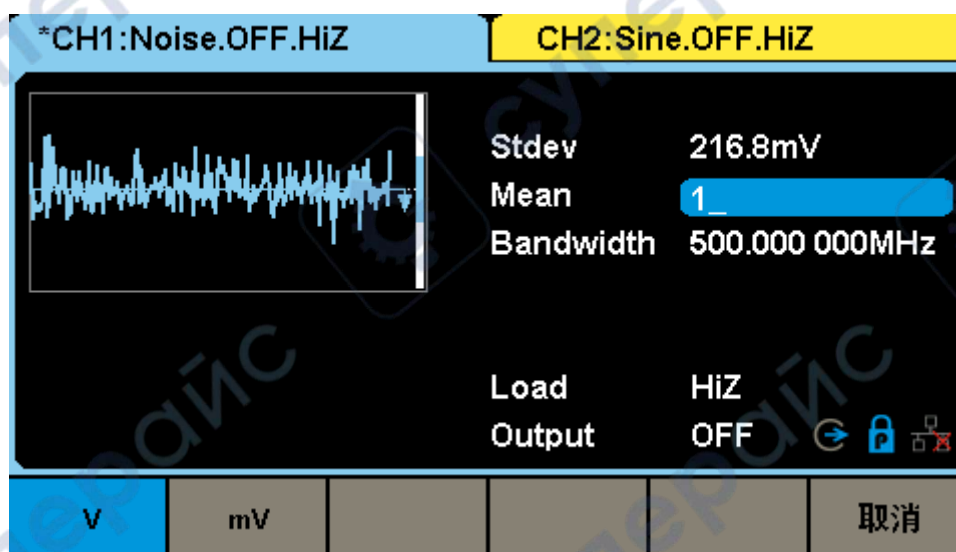 *CH1:Noise.OFF.HiZ CH2:Sine.OFF.HiZ
Stdev 216.8mV
Mean 1_
Bandwidth 500.000 000MHz
Load HiZ
Output OFF
V mV 取消